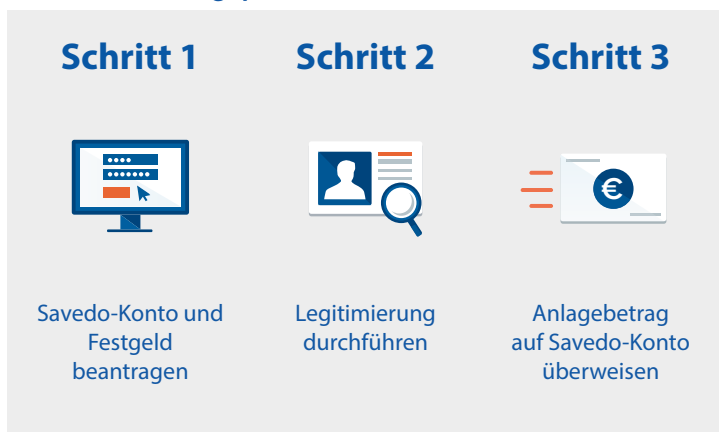 Schritt 1
Schritt 2
Schritt 3
Savedo-Konto und
Festgeld
beantragen
Legitimierung
durchführen
Anlagebetrag
auf Savedo-Konto
überweisen